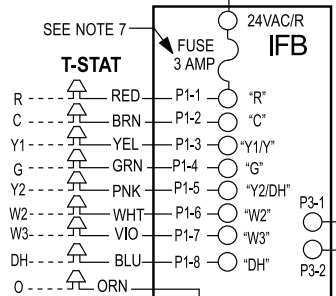 24VAC/R
SEE NOTE 7
IFB
FUSE
3 AMP
T-STAT
R RED P1-1 "R"
C BRN P1-2 "C"
Y1 YEL P1-3 "Y1/Y"
G GRN P1-4 "G"
Y2 PNK P1-5 "Y2/DH"
W2 WHT P1-6 "W2"
P3-1
W3 VIO P1-7 "W3"
DH BLU P1-8 "DH"
P3-2
O ORN